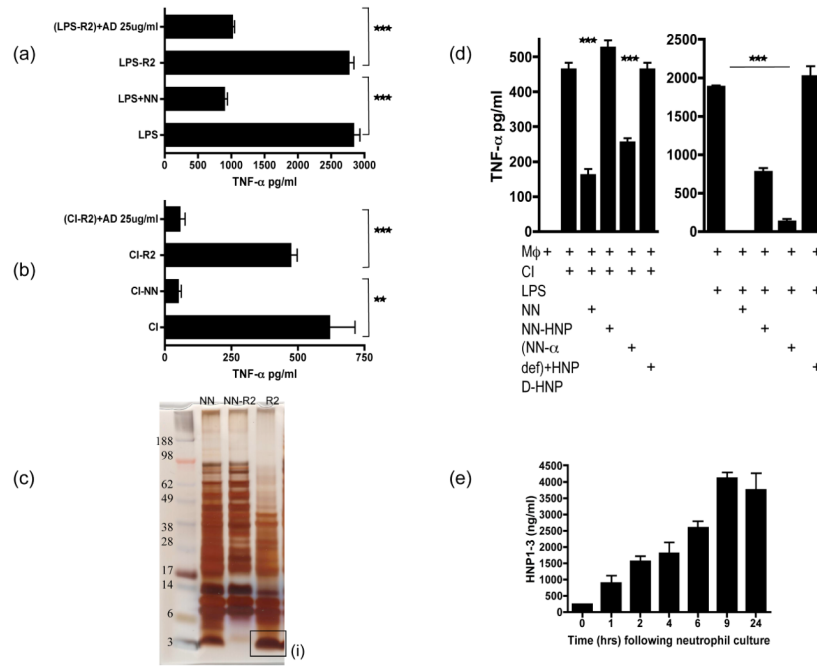 (a)
(LPS-R2)+AD 25ug/ml
LPS-R2
LPS+NN
LPS
0 500 1000 1500 2000 2500 3000
TNF-α pg/ml
***
***
(b)
(CI-R2)+AD 25ug/ml
CI-R2
CI-NN
CI
0 250 500 750
TNF-α pg/ml
***
**
(c)
NN NN-R2 R2
188
98
62
49
38
28
17
14
6
3
(i)
(d)
TNF-α pg/ml
500
400
300
200
100
0
*** ***
2500
2000
1500
1000
500
0
***
Mϕ + + + + + + + + + + +
CI + + + + +
LPS + + + + +
NN + +
NN-HNP + +
(NN-α + +
def)+HNP + +
D-HNP
(e)
HNP1-3 (ng/ml)
4500
4000
3500
3000
2500
2000
1500
1000
500
0
0 1 2 4 6 9 24
Time (hrs) following neutrophil culture